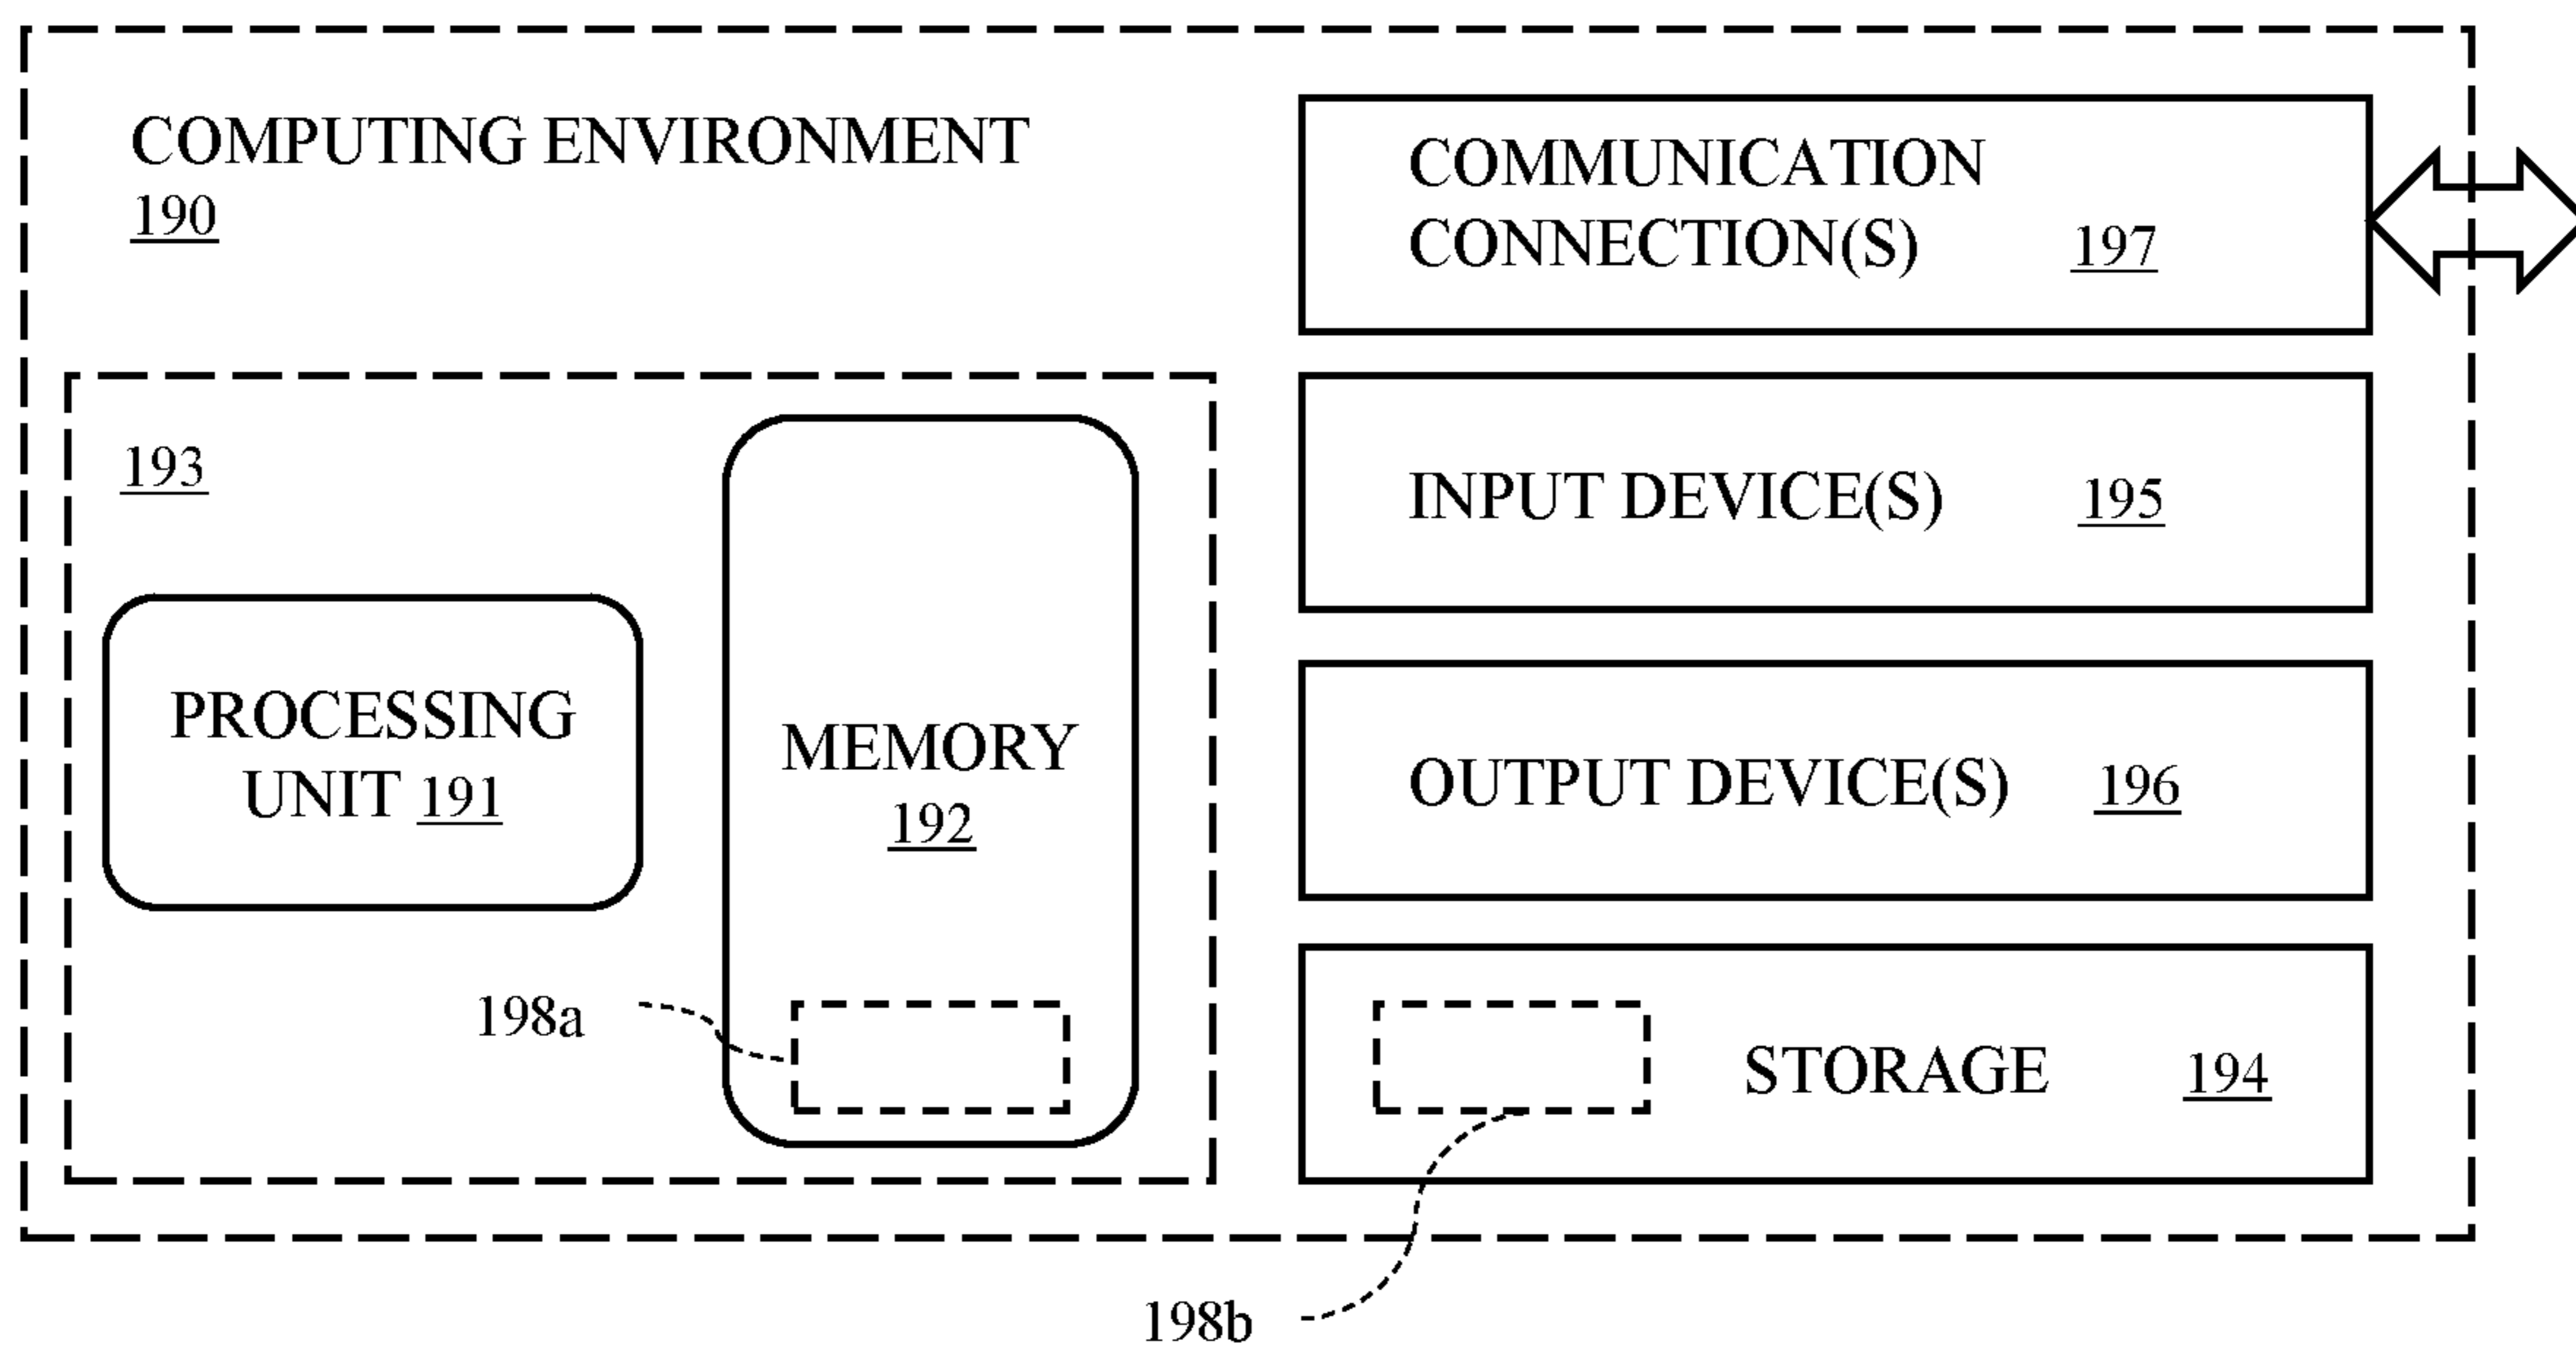 COMPUTING ENVIRONMENT
190
COMMUNICATION
CONNECTION(S) 197
193
INPUT DEVICE(S) 195
PROCESSING
UNIT 191
MEMORY
192
OUTPUT DEVICE(S) 196
198a
STORAGE 194
198b